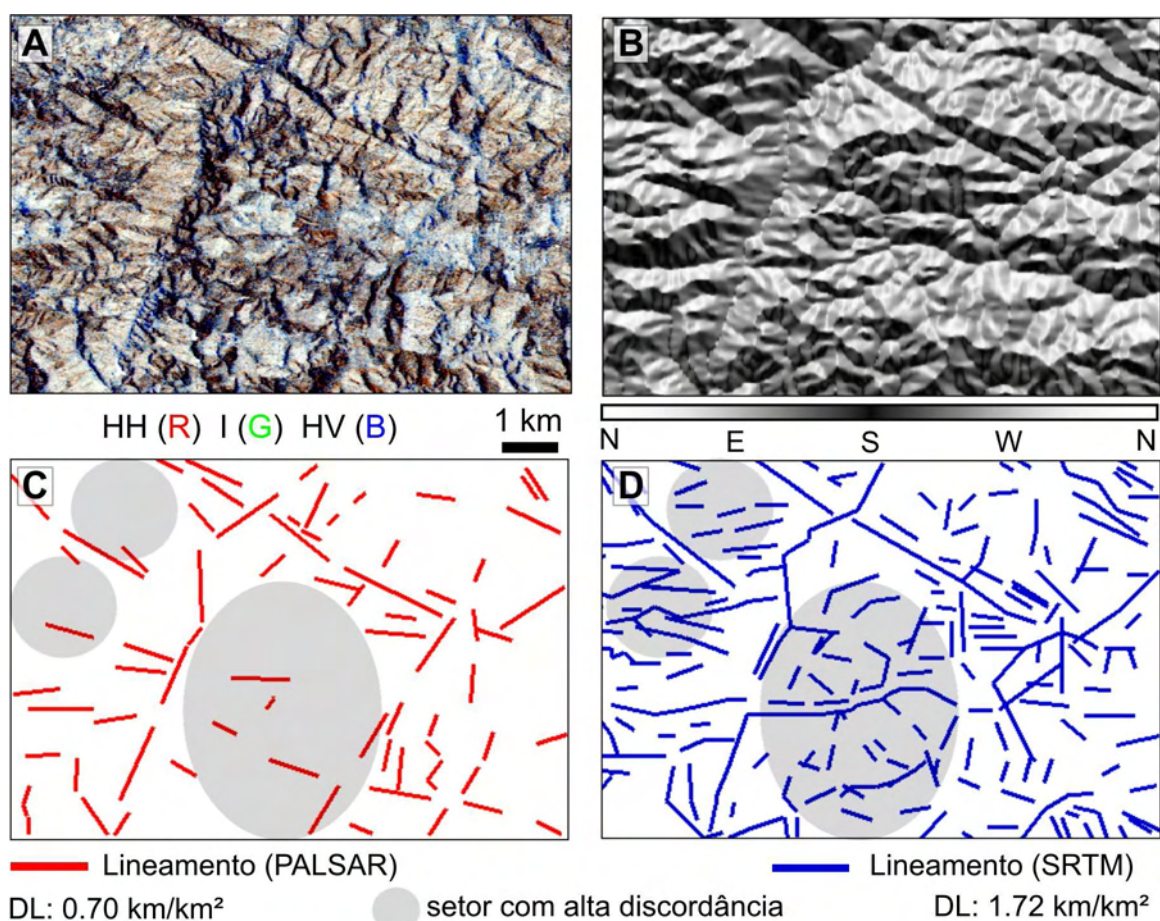 A
B
HH (R) I (G) HV (B)
1 km
N E S W N
C
D
Lineamento (PALSAR)
Lineamento (SRTM)
DL: 0.70 km/km²
setor com alta discordância
DL: 1.72 km/km²